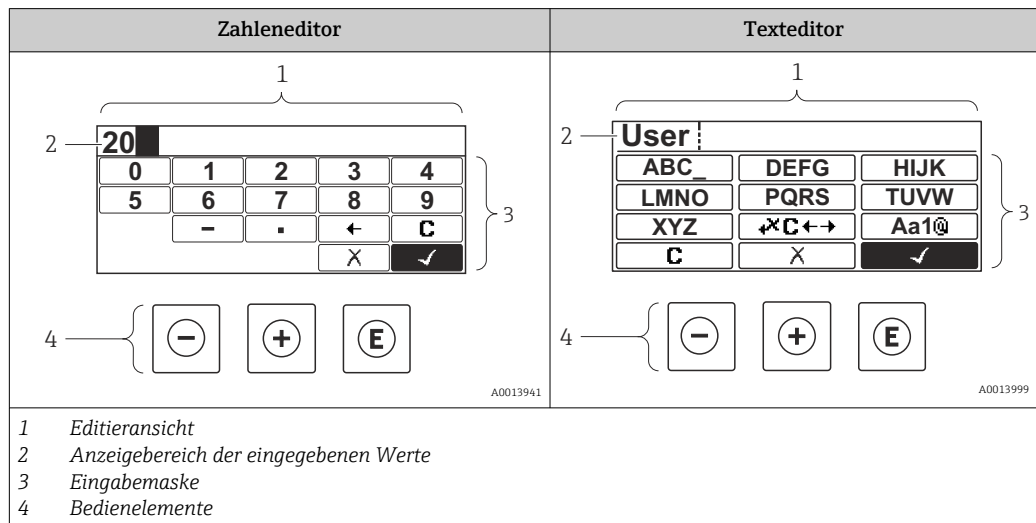 Zahleneditor
Texteditor
1
2
20
0 1 2 3 4
5 6 7 8 9
- . ← C
X ✓
3
4
- + E
A0013941
1
2
User
ABC_ DEFG HIJK
LMNO PQRS TUVW
XYZ ↶×C←→ Aa1@
C X ✓
3
4
- + E
A0013999
1 Editieransicht
2 Anzeigebereich der eingegebenen Werte
3 Eingabemaske
4 Bedienelemente